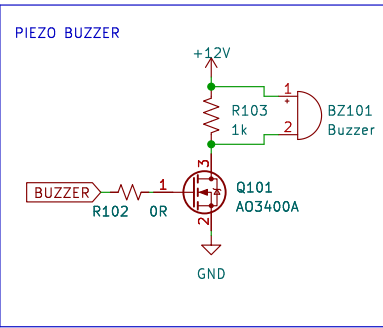 PIEZO BUZZER
+12V
1
+
R103
1k
BZ101
Buzzer
2
3
BUZZER
1
R102
0R
Q101
AO3400A
2
GND